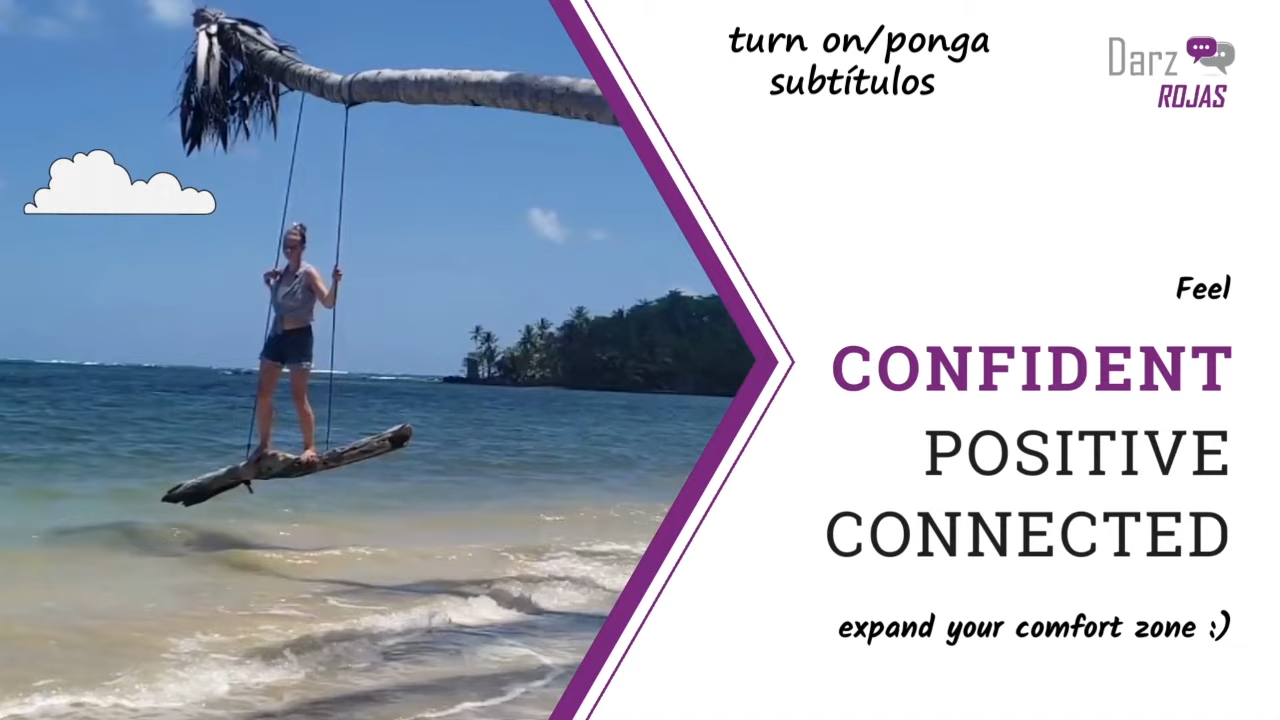 turn on/ponga
subtítulos
Darz
ROJAS
Feel
CONFIDENT
POSITIVE
CONNECTED
expand your comfort zone :)